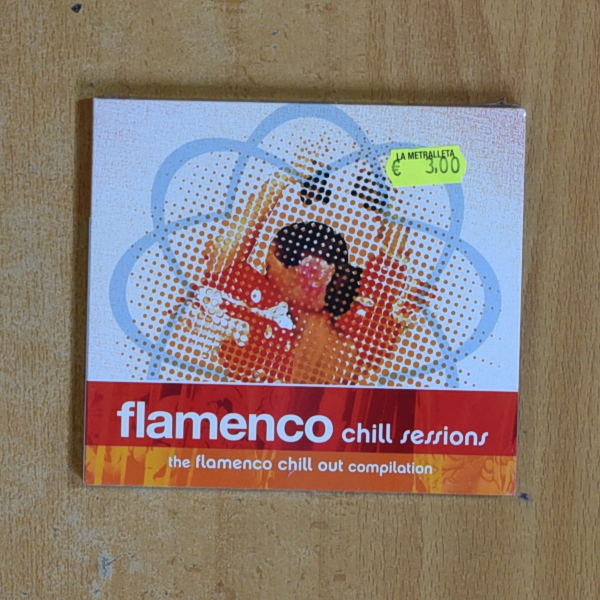 LA METRALLETA
€ 3,00
flamenco chill sessions
the flamenco chill out compilation